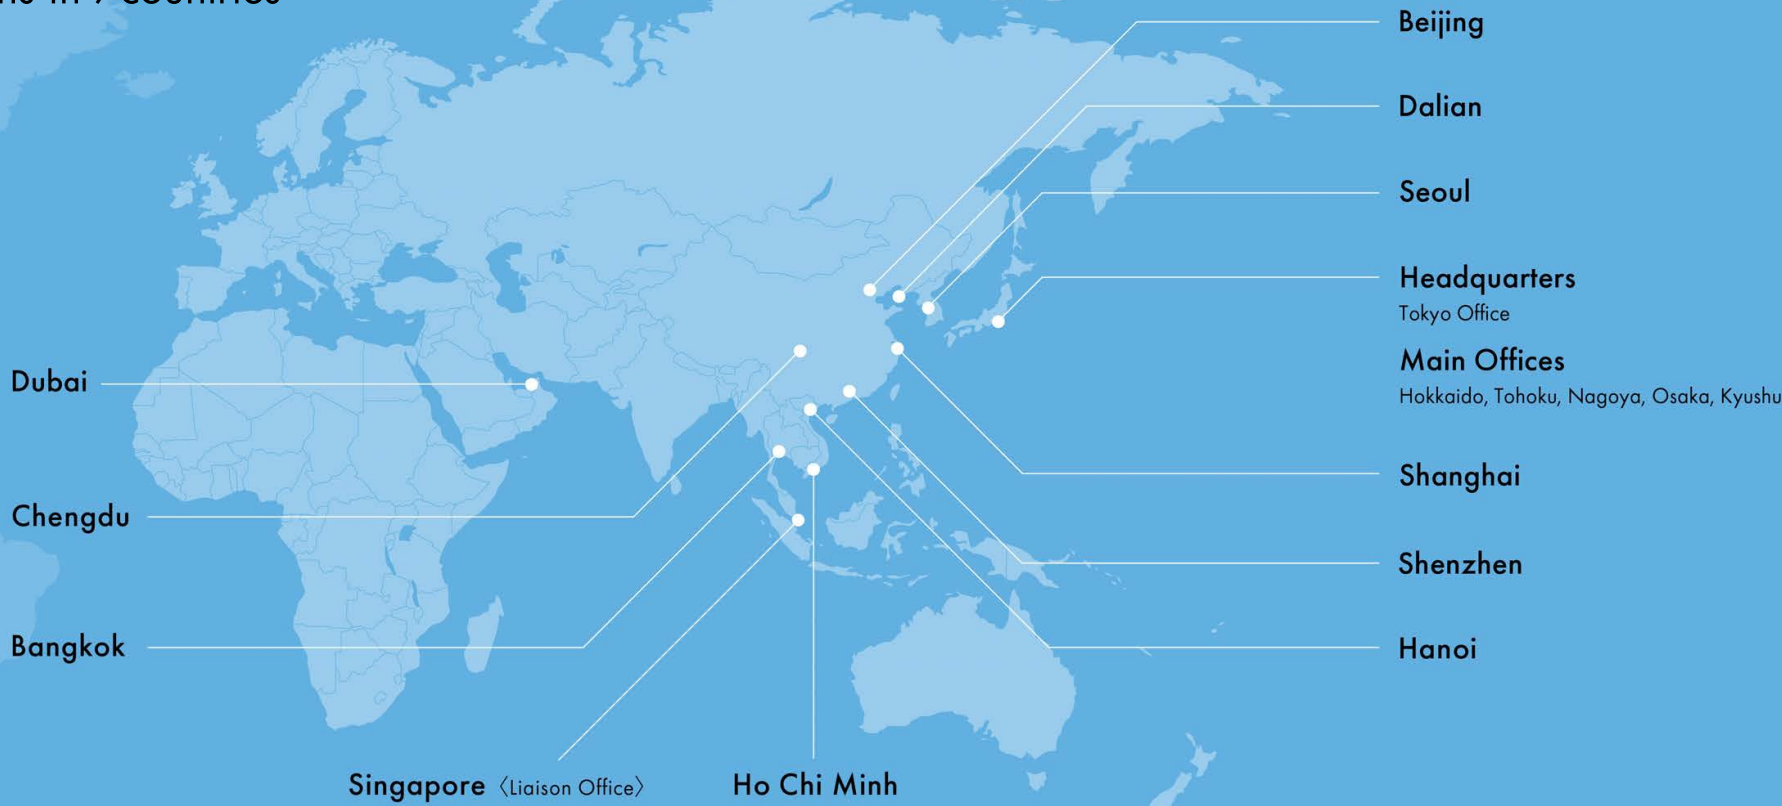 countries
Beijing
Dalian
Seoul
Headquarters
Tokyo Office
Main Offices
Hokkaido, Tohoku, Nagoya, Osaka, Kyushu
Dubai
Shanghai
Chengdu
Shenzhen
Bangkok
Hanoi
Singapore 〈Liaison Office〉
Ho Chi Minh